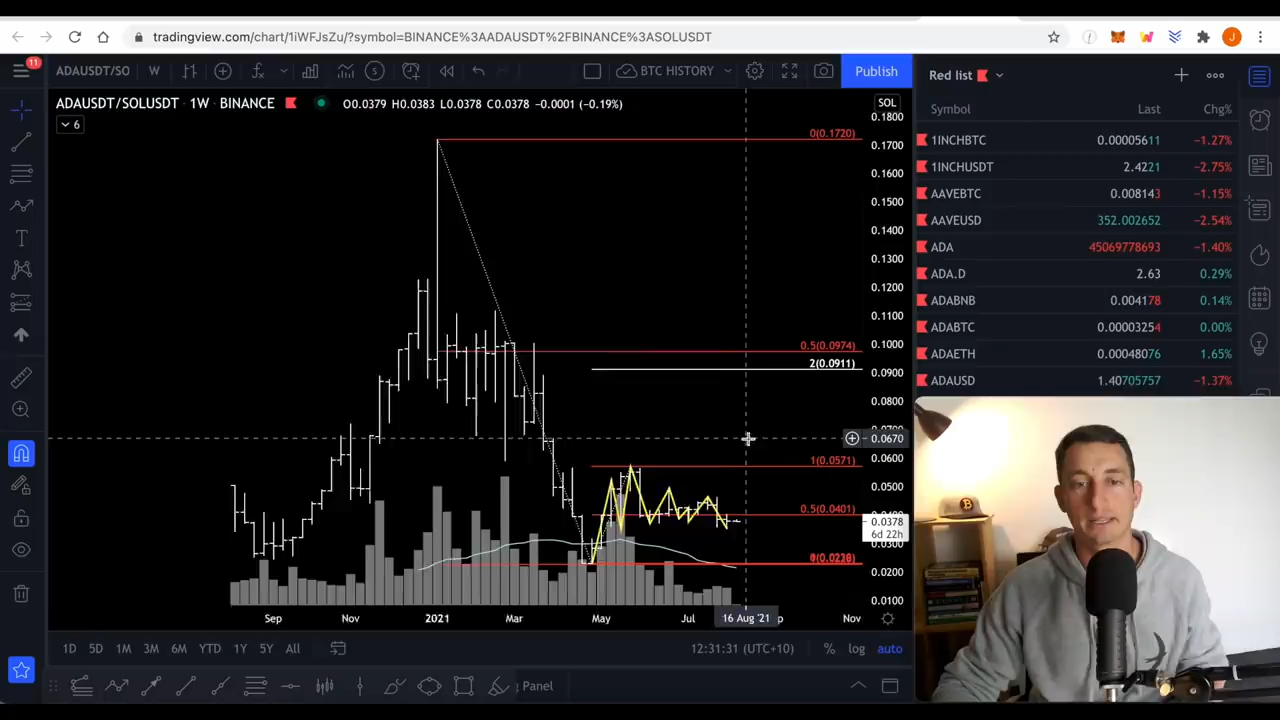 tradingview.com/chart/1iWFJsZu/?symbol=BINANCE%3AADAUSDT%2FBINANCE%3ASOLUSDT
J
11
ADAUSDT/SO
W
S
BTC HISTORY
Publish
Red list
ADAUSDT/SOLUSDT · 1W · BINANCE
O0.0379 H0.0383 L0.0378 C0.0378 −0.0001 (−0.19%)
6
SOL
Symbol Last Chg%
1INCHBTC 0.00005611 −1.27%
1INCHUSDT 2.4221 −2.75%
AAVEBTC 0.008143 −1.15%
AAVEUSD 352.002652 −2.54%
ADA 45069778693 −1.40%
ADA.D 2.63 0.29%
ADABNB 0.004178 0.14%
ADABTC 0.00003254 0.00%
ADAETH 0.00048076 1.65%
ADAUSD 1.40705757 −1.37%
0.1800
0(0.1720)
0.1700
0.1600
0.1500
0.1400
0.1300
0.1200
0.1100
0.5(0.0974)
0.1000
2(0.0911)
0.0900
0.0800
0.0670
1(0.0571)
0.0600
0.0500
0.5(0.0401)
0.0378
6d 22h
0.0300
0.0200
0.0100
Sep Nov 2021 Mar May Jul 16 Aug '21 Nov
1D 5D 1M 3M 6M YTD 1Y 5Y All
12:31:31 (UTC+10)
% log auto
Panel
B